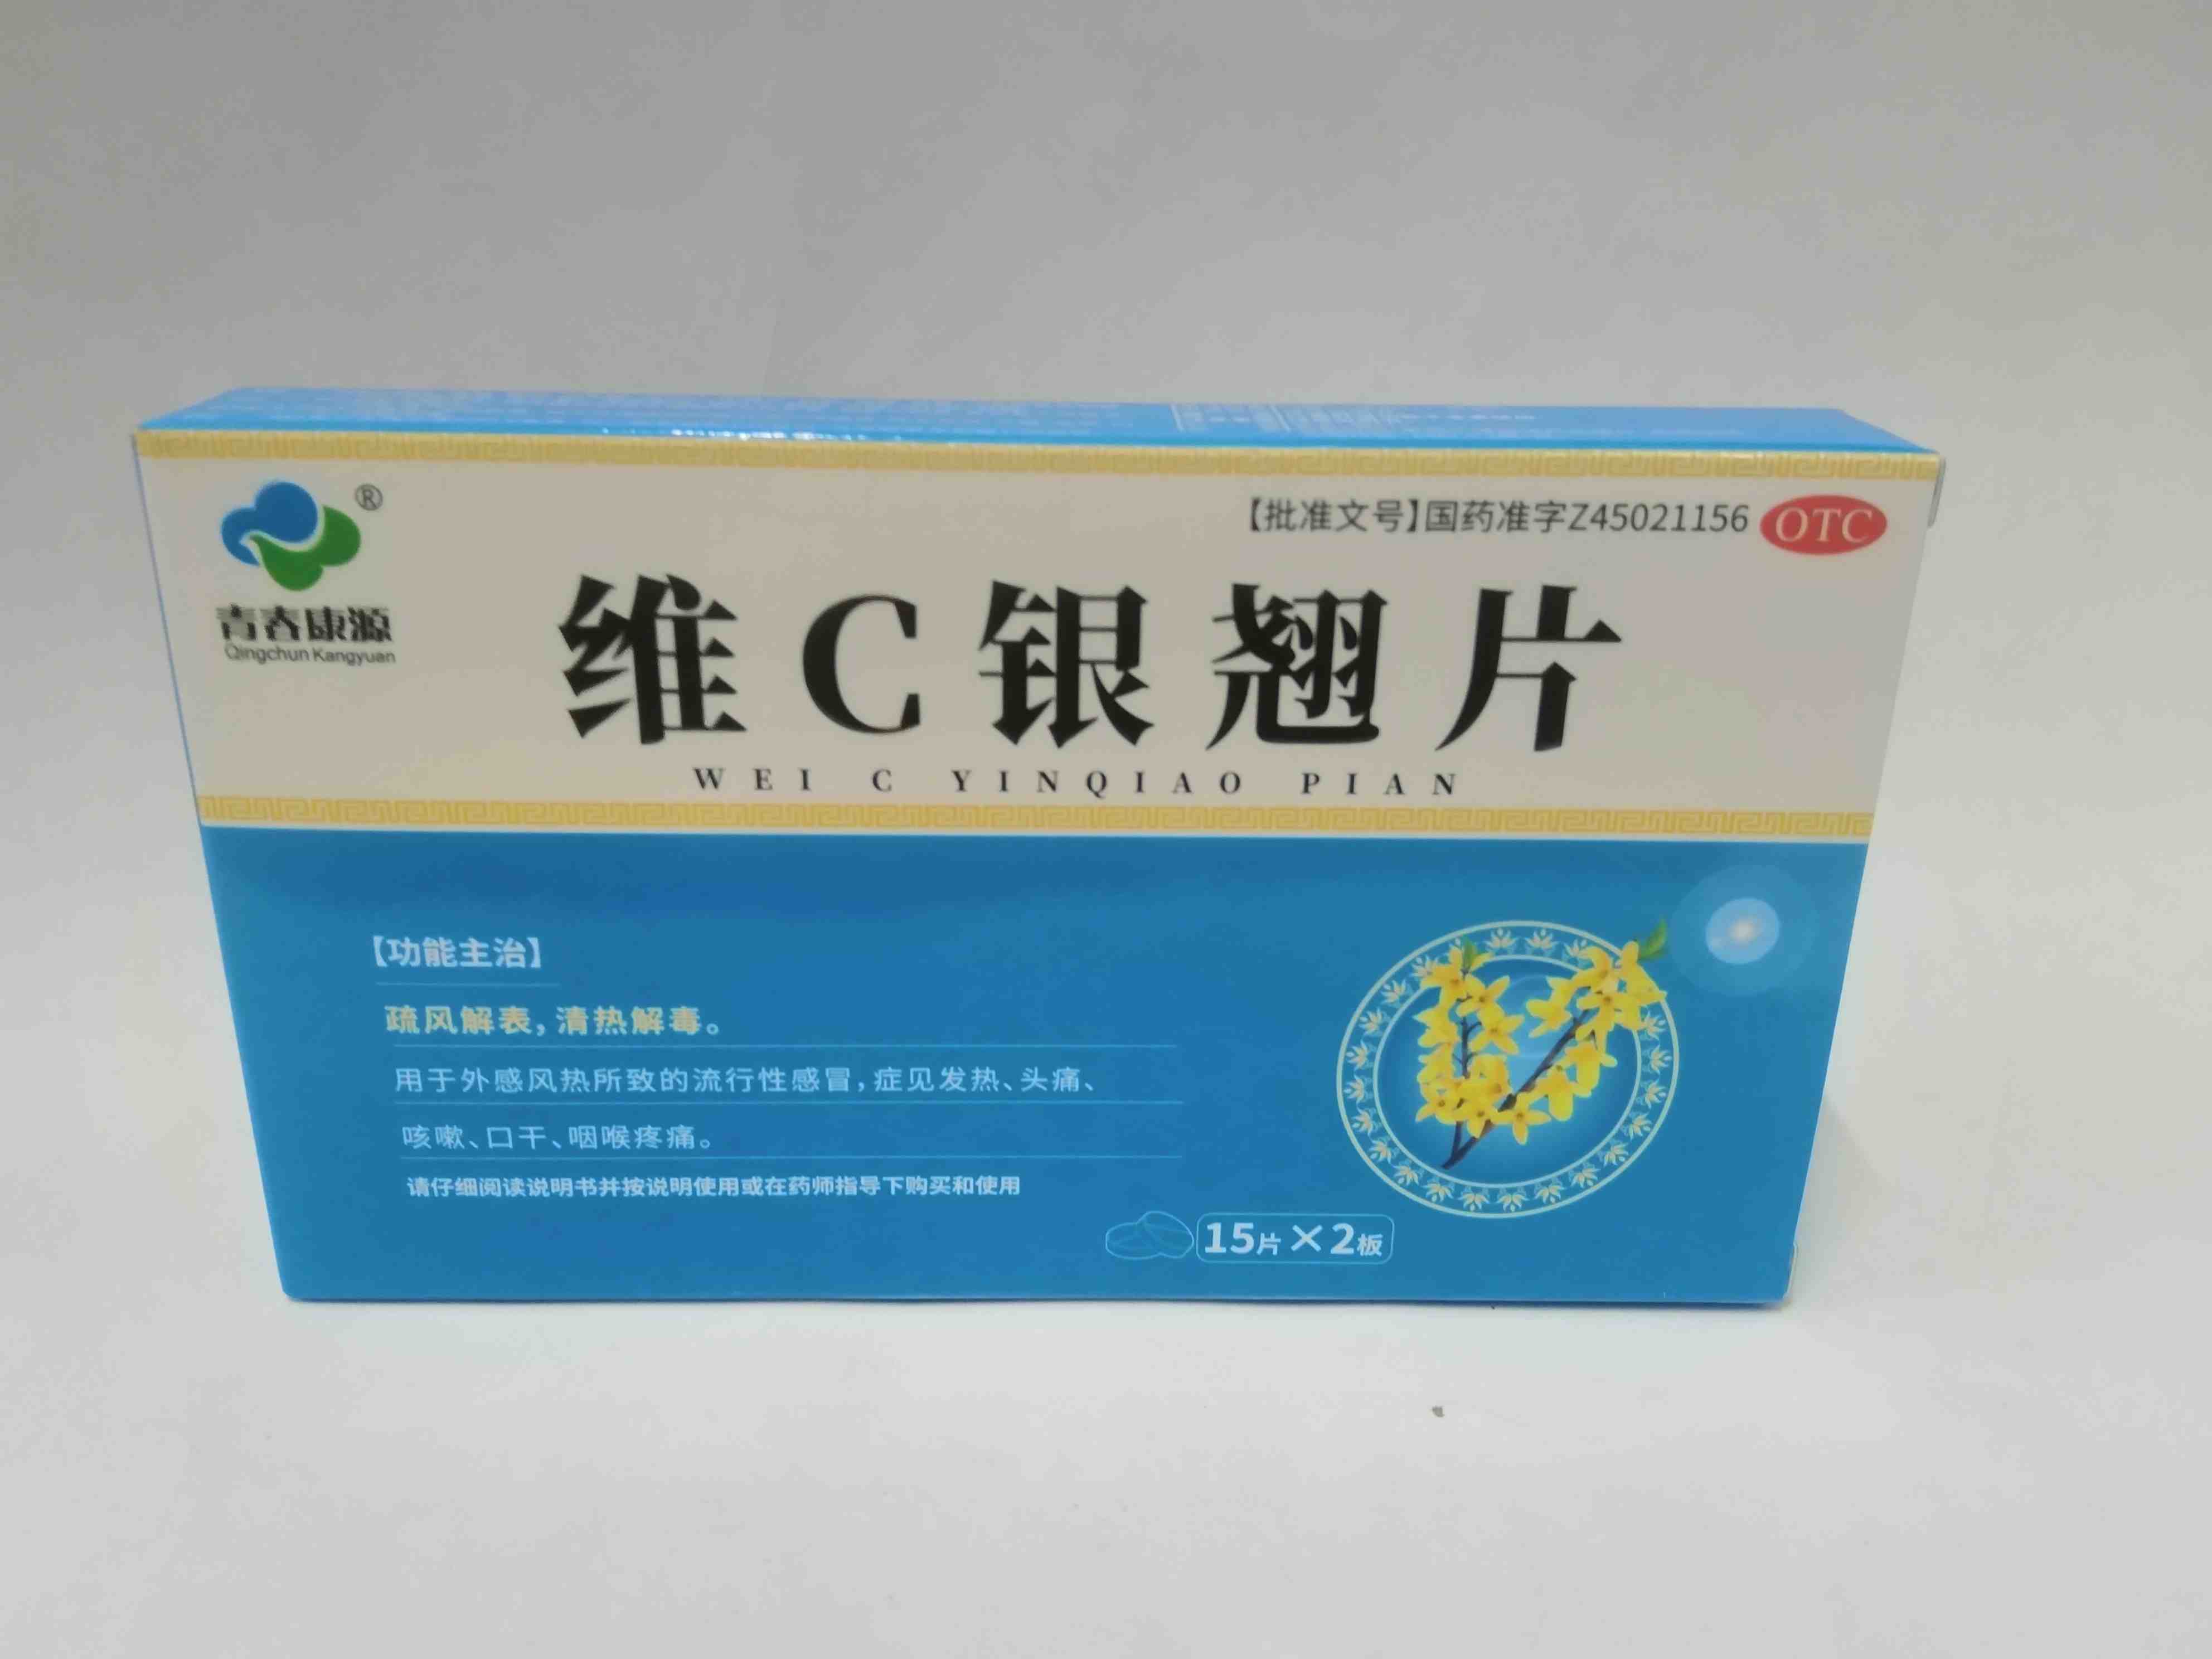 ®
青春康源
Qingchun Kangyuan
【批准文号】国药准字Z45021156 OTC
维C银翘片
WEI C YINQIAO PIAN
【功能主治】
疏风解表，清热解毒。
用于外感风热所致的流行性感冒，症见发热、头痛、
咳嗽、口干、咽喉疼痛。
请仔细阅读说明书并按说明使用或在药师指导下购买和使用
15片×2板